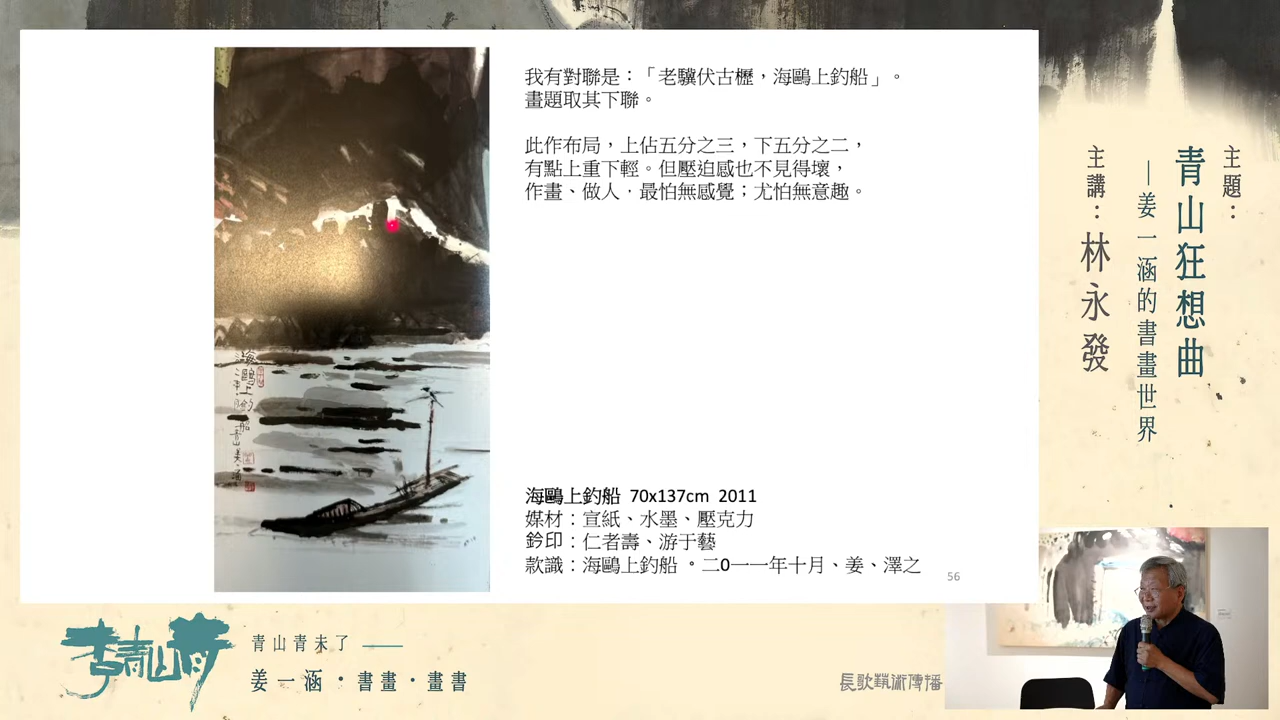 我有對聯是：「老驥伏古櫪，海鷗上釣船」。
畫題取其下聯。
此作布局，上佔五分之三，下五分之二，
有點上重下輕。但壓迫感也不見得壞，
作畫、做人，最怕無感覺；尤怕無意趣。
海鷗上釣船 70x137cm 2011
媒材：宣紙、水墨、壓克力
鈐印：仁者壽、游于藝
款識：海鷗上釣船 。二0一一年十月、姜、澤之
56
主題：
青山狂想曲
—姜一涵的書畫世界
主講：林永發
海鷗上釣船
青山青未了——
姜一涵·書畫·畫書
長歌藝術傳播